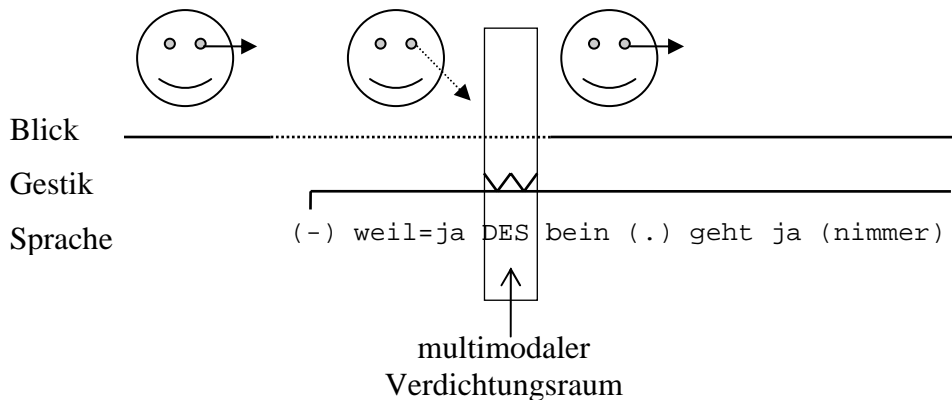 Blick
Gestik
Sprache (-) weil=ja DES bein (.) geht ja (nimmer)
multimodaler
Verdichtungsraum